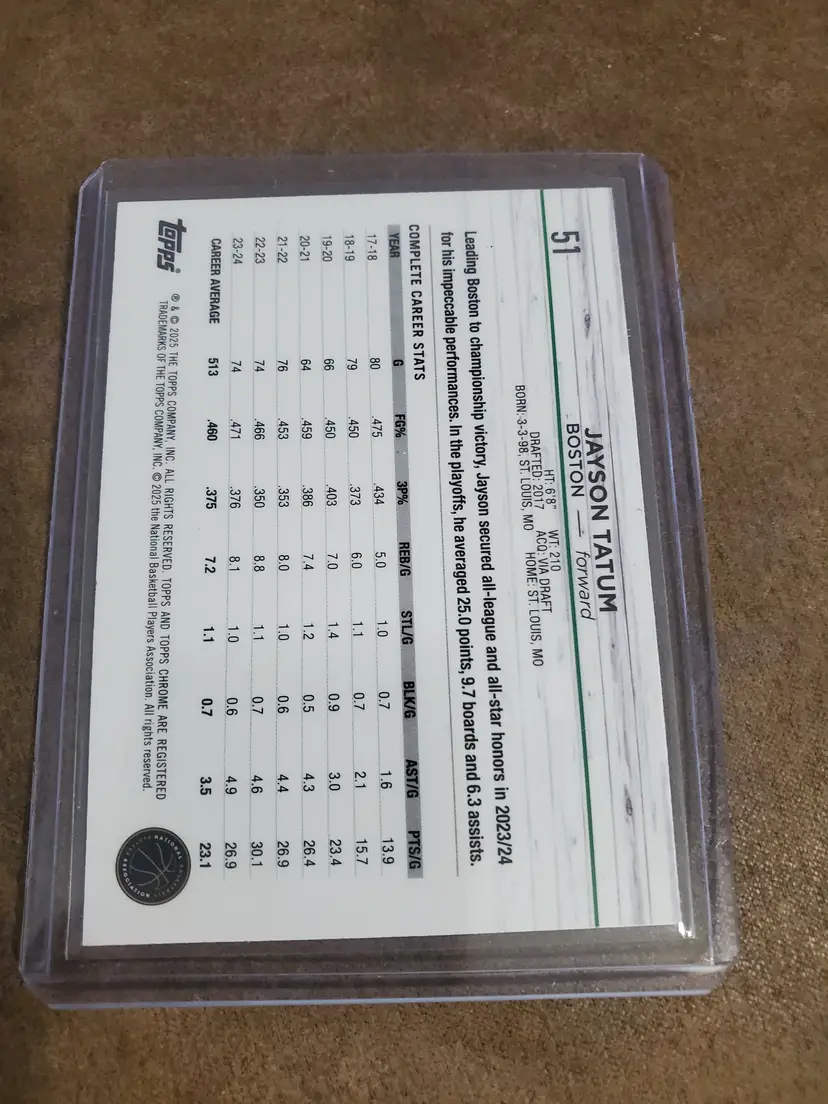 51
JAYSON TATUM
BOSTON — forward
HT: 6'8" WT: 210
DRAFTED: 2017 ACQ: VIA DRAFT
BORN: 3-3-98, ST. LOUIS, MO HOME: ST. LOUIS, MO
Leading Boston to championship victory, Jayson secured all-league and all-star honors in 2023/24
for his impeccable performances. In the playoffs, he averaged 25.0 points, 9.7 boards and 6.3 assists.
COMPLETE CAREER STATS
YEAR G FG% 3P% REB/G STL/G BLK/G AST/G PTS/G
17-18 80 .475 .434 5.0 1.0 0.7 1.6 13.9
18-19 79 .450 .373 6.0 1.1 0.7 2.1 15.7
19-20 66 .450 .403 7.0 1.4 0.9 3.0 23.4
20-21 64 .459 .386 7.4 1.2 0.5 4.3 26.4
21-22 76 .453 .353 8.0 1.0 0.6 4.4 26.9
22-23 74 .466 .350 8.8 1.1 0.7 4.6 30.1
23-24 74 .471 .376 8.1 1.0 0.6 4.9 26.9
CAREER AVERAGE 513 .460 .375 7.2 1.1 0.7 3.5 23.1
topps
® & © 2025 THE TOPPS COMPANY, INC. ALL RIGHTS RESERVED. TOPPS AND TOPPS CHROME ARE REGISTERED
TRADEMARKS OF THE TOPPS COMPANY, INC. © 2025 the National Basketball Players Association. All rights reserved.
NATIONAL
ASSOCIATION